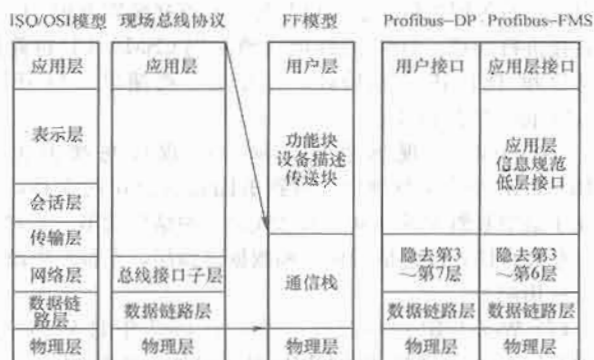 ISO/OSI模型 现场总线协议 FF模型 Profibus–DP Profibus–FMS
应用层 应用层 用户层 用户接口 应用层接口
表示层
功能块
设备描述
传送块
应用层
信息规范
低层接口
会话层
传输层
网络层 总线接口子层 通信栈
隐去第3
～第7层
隐去第3
～第6层
数据链
路层
数据链路层 数据链路层 数据链路层
物理层 物理层 物理层 物理层 物理层